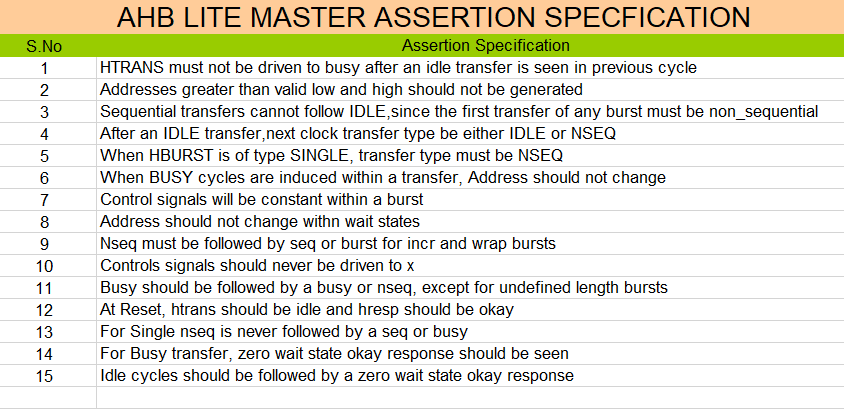 AHB LITE MASTER ASSERTION SPECFICATION
S.No Assertion Specification
1 HTRANS must not be driven to busy after an idle transfer is seen in previous cycle
2 Addresses greater than valid low and high should not be generated
3 Sequential transfers cannot follow IDLE,since the first transfer of any burst must be non_sequential
4 After an IDLE transfer,next clock transfer type be either IDLE or NSEQ
5 When HBURST is of type SINGLE, transfer type must be NSEQ
6 When BUSY cycles are induced within a transfer, Address should not change
7 Control signals will be constant within a burst
8 Address should not change withn wait states
9 Nseq must be followed by seq or burst for incr and wrap bursts
10 Controls signals should never be driven to x
11 Busy should be followed by a busy or nseq, except for undefined length bursts
12 At Reset, htrans should be idle and hresp should be okay
13 For Single nseq is never followed by a seq or busy
14 For Busy transfer, zero wait state okay response should be seen
15 Idle cycles should be followed by a zero wait state okay response